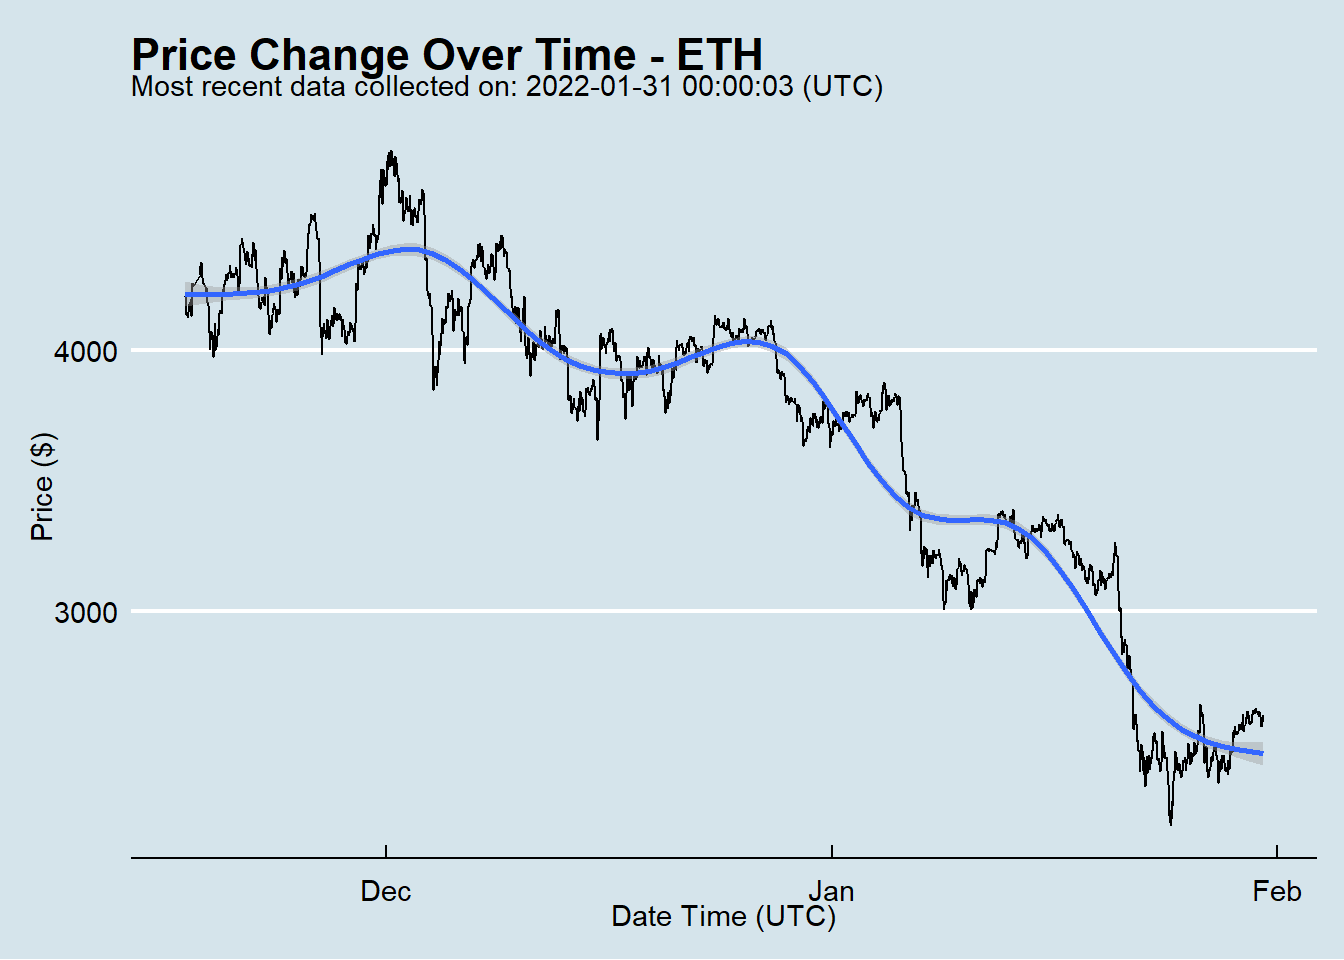 Price Change Over Time - ETH
Most recent data collected on: 2022-01-31 00:00:03 (UTC)
4000
3000
Price ($)
Dec
Jan
Feb
Date Time (UTC)